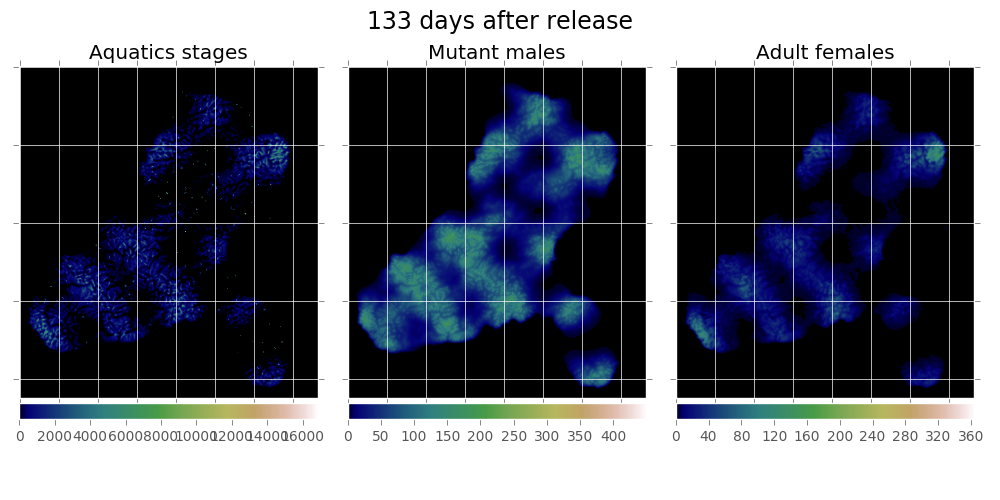 133 days after release
Aquatics stages Mutant males Adult females
0 2000 4000 6000 8000 10000 12000 14000 16000
0 50 100 150 200 250 300 350 400
0 40 80 120 160 200 240 280 320 360